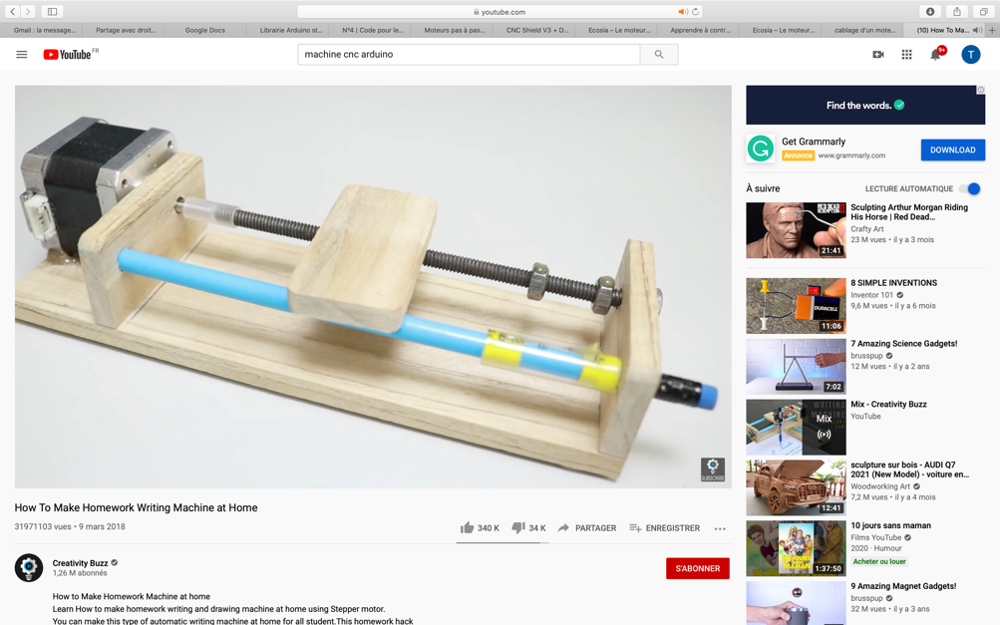 youtube.com
Gmail : la message...
Partage avec droit...
Google Docs
Librairie Arduino st...
N°4 | Code pour le...
Moteurs pas à pas...
CNC Shield V3 + D...
Ecosia – Le moteur...
Apprendre à contr...
Ecosia – Le moteur...
cablage d'un mote...
(10) How To Ma...
YouTube FR
machine cnc arduino
9+
T
Find the words.
Get Grammarly
Annonce www.grammarly.com
DOWNLOAD
À suivre
LECTURE AUTOMATIQUE
Sculpting Arthur Morgan Riding
His Horse | Red Dead...
Crafty Art
23 M vues • il y a 3 mois
21:41
8 SIMPLE INVENTIONS
Inventor 101
9,6 M vues • il y a 6 mois
DURACELL
11:06
7 Amazing Science Gadgets!
brusspup
12 M vues • il y a 2 ans
7:02
Mix - Creativity Buzz
YouTube
Mix
sculpture sur bois - AUDI Q7
2021 (New Model) - voiture en...
Woodworking Art
7,2 M vues • il y a 4 mois
12:41
10 jours sans maman
Films YouTube
2020 · Humour
Acheter ou louer
1:37:50
9 Amazing Magnet Gadgets!
brusspup
32 M vues • il y a 3 ans
SUBSCRIBE
How To Make Homework Writing Machine at Home
31971103 vues • 9 mars 2018
340 K
34 K
PARTAGER
ENREGISTRER
Creativity Buzz
1,26 M abonnés
S'ABONNER
How to Make Homework Machine at home
Learn How to make homework writing and drawing machine at home using Stepper motor.
You can make this type of automatic writing machine at home for all student.This homework hack